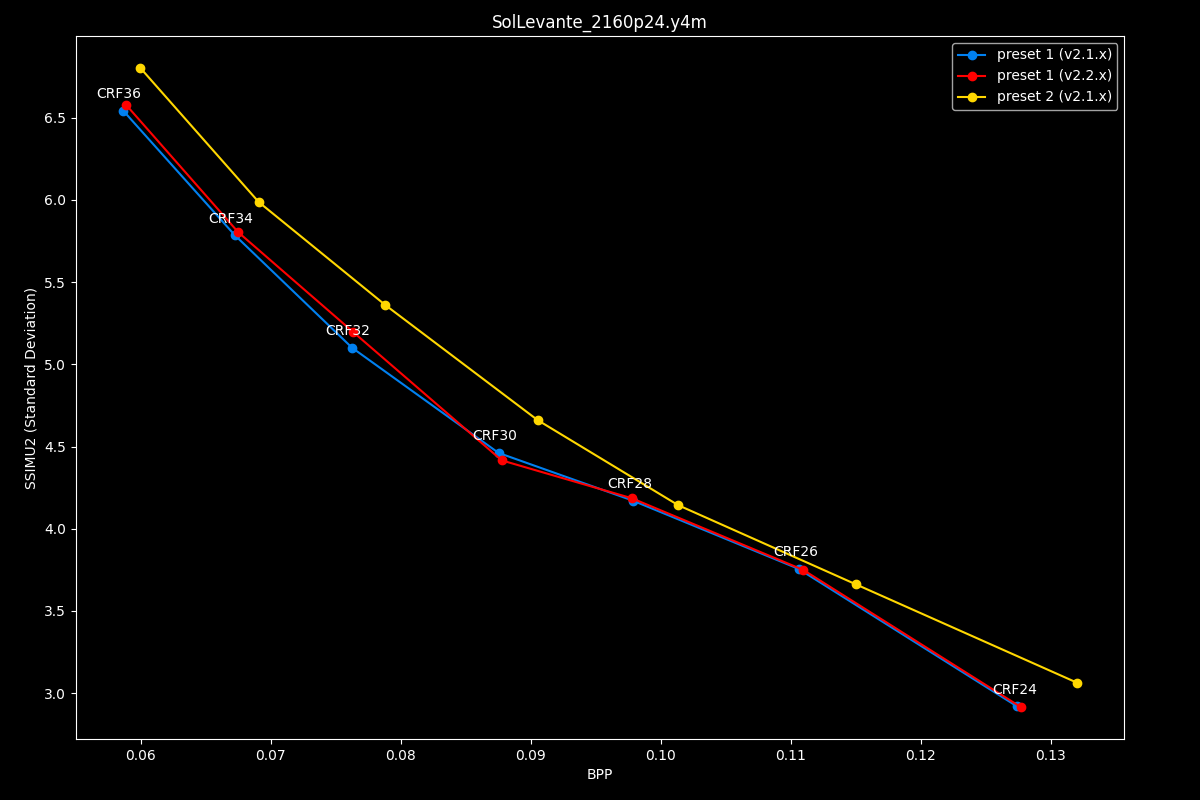 SolLevante_2160p24.y4m
preset 1 (v2.1.x)
preset 1 (v2.2.x)
preset 2 (v2.1.x)
CRF36
CRF34
CRF32
CRF30
CRF28
CRF26
CRF24
6.5
6.0
5.5
5.0
4.5
4.0
3.5
3.0
SSIMU2 (Standard Deviation)
0.06
0.07
0.08
0.09
0.10
0.11
0.12
0.13
BPP